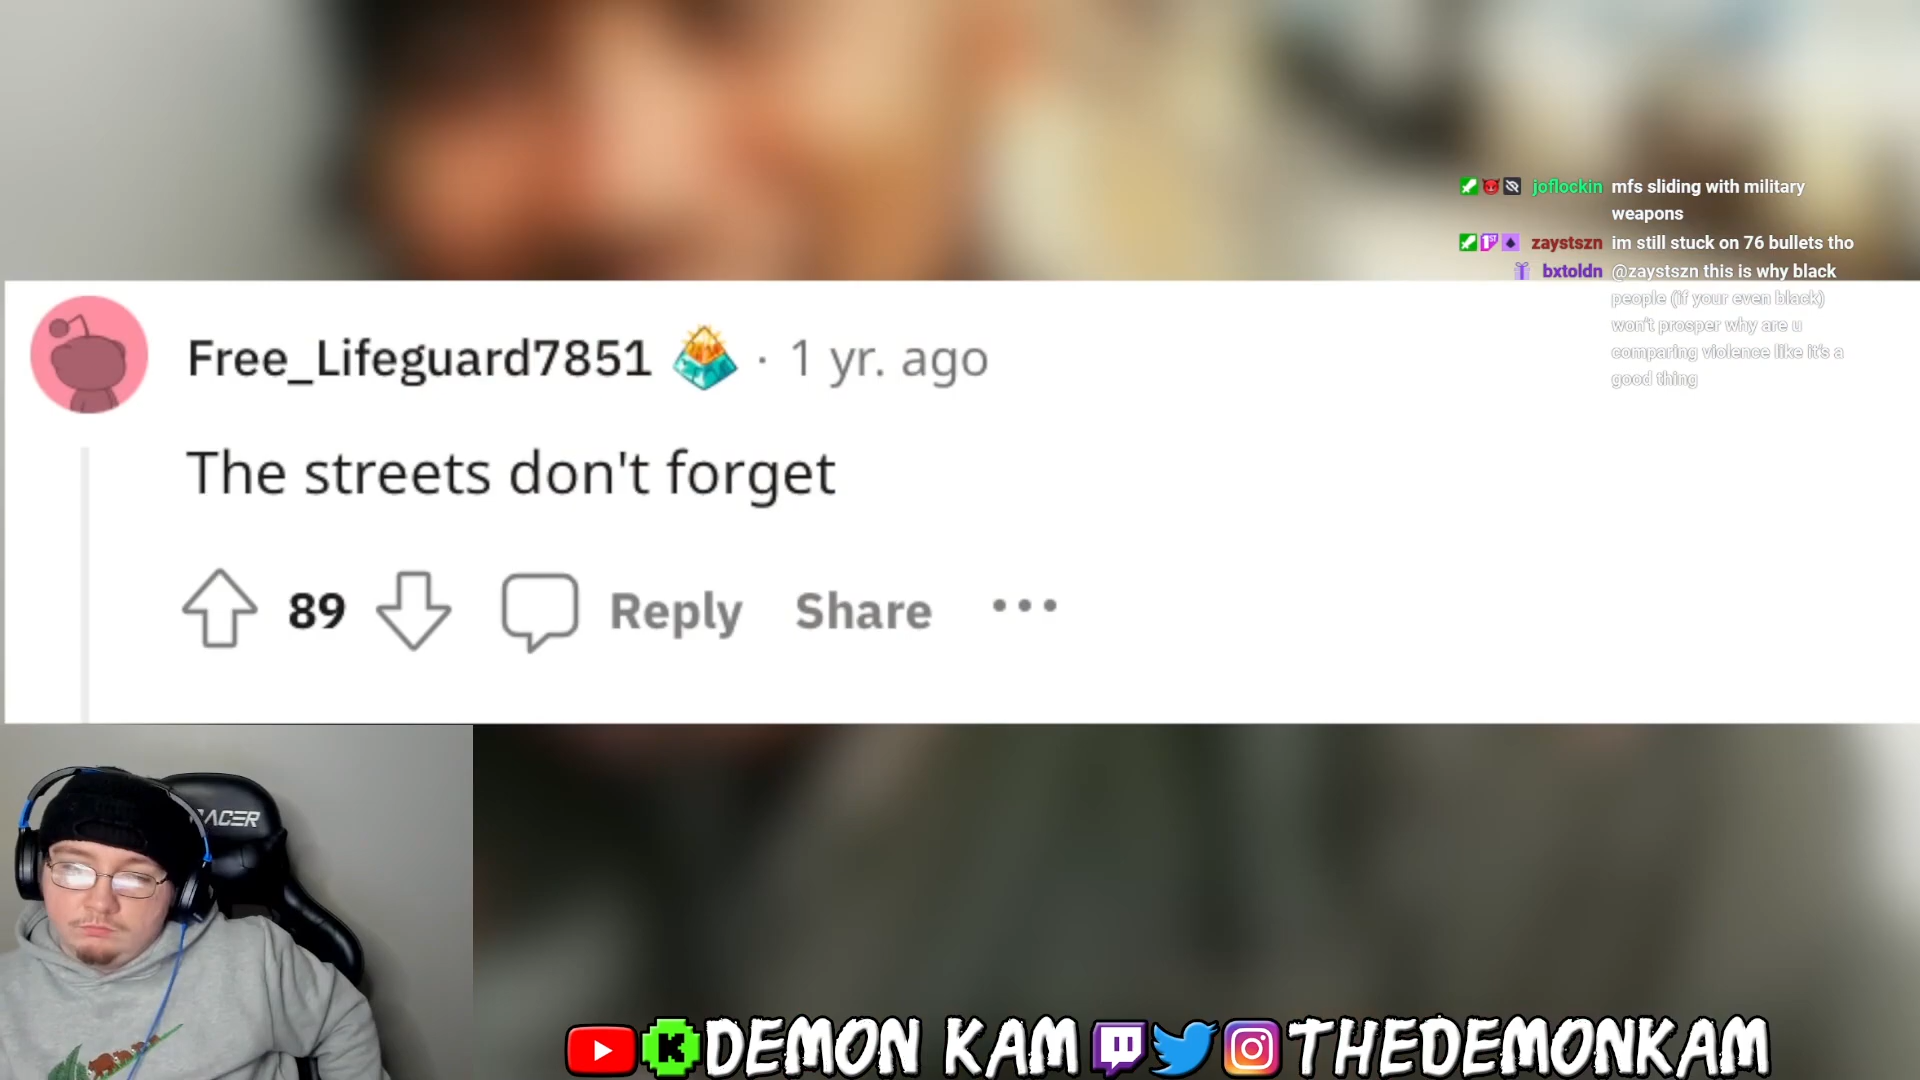 joflockin mfs sliding with military
weapons
zaystszn im still stuck on 76 bullets tho
bxtoldn @zaystszn this is why black
people (if your even black)
won't prosper why are u
comparing violence like it's a
good thing
Free_Lifeguard7851 · 1 yr. ago
The streets don't forget
89 Reply Share ...
RACER
DEMON KAM THEDEMONKAM